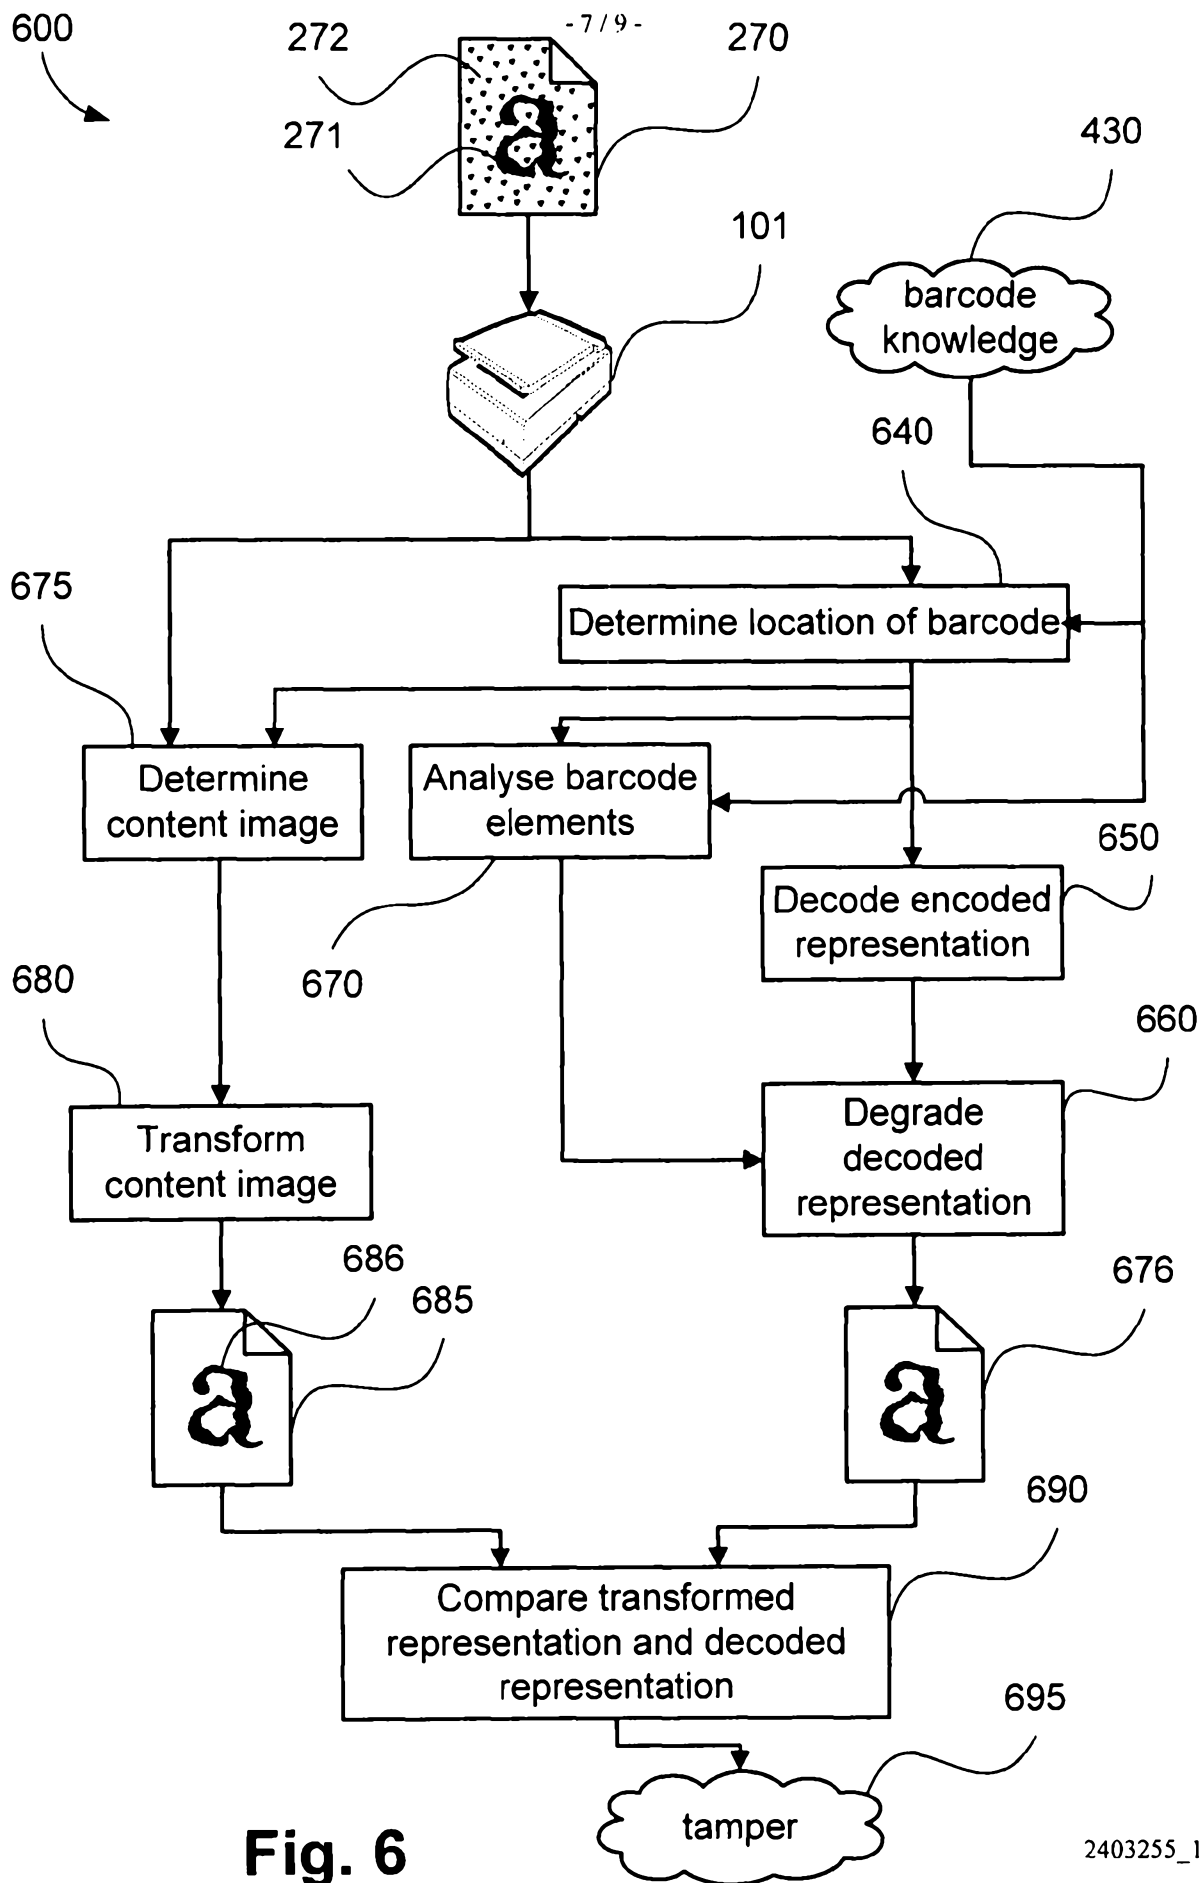 - 7 / 9 -
600
272
270
271
a
430
101
barcode
knowledge
640
675
Determine location of barcode
Determine
content image
Analyse barcode
elements
650
Decode encoded
representation
680
670
660
Transform
content image
Degrade
decoded
representation
686
685
676
a
a
690
Compare transformed
representation and decoded
representation
695
tamper
Fig. 6
2403255_1